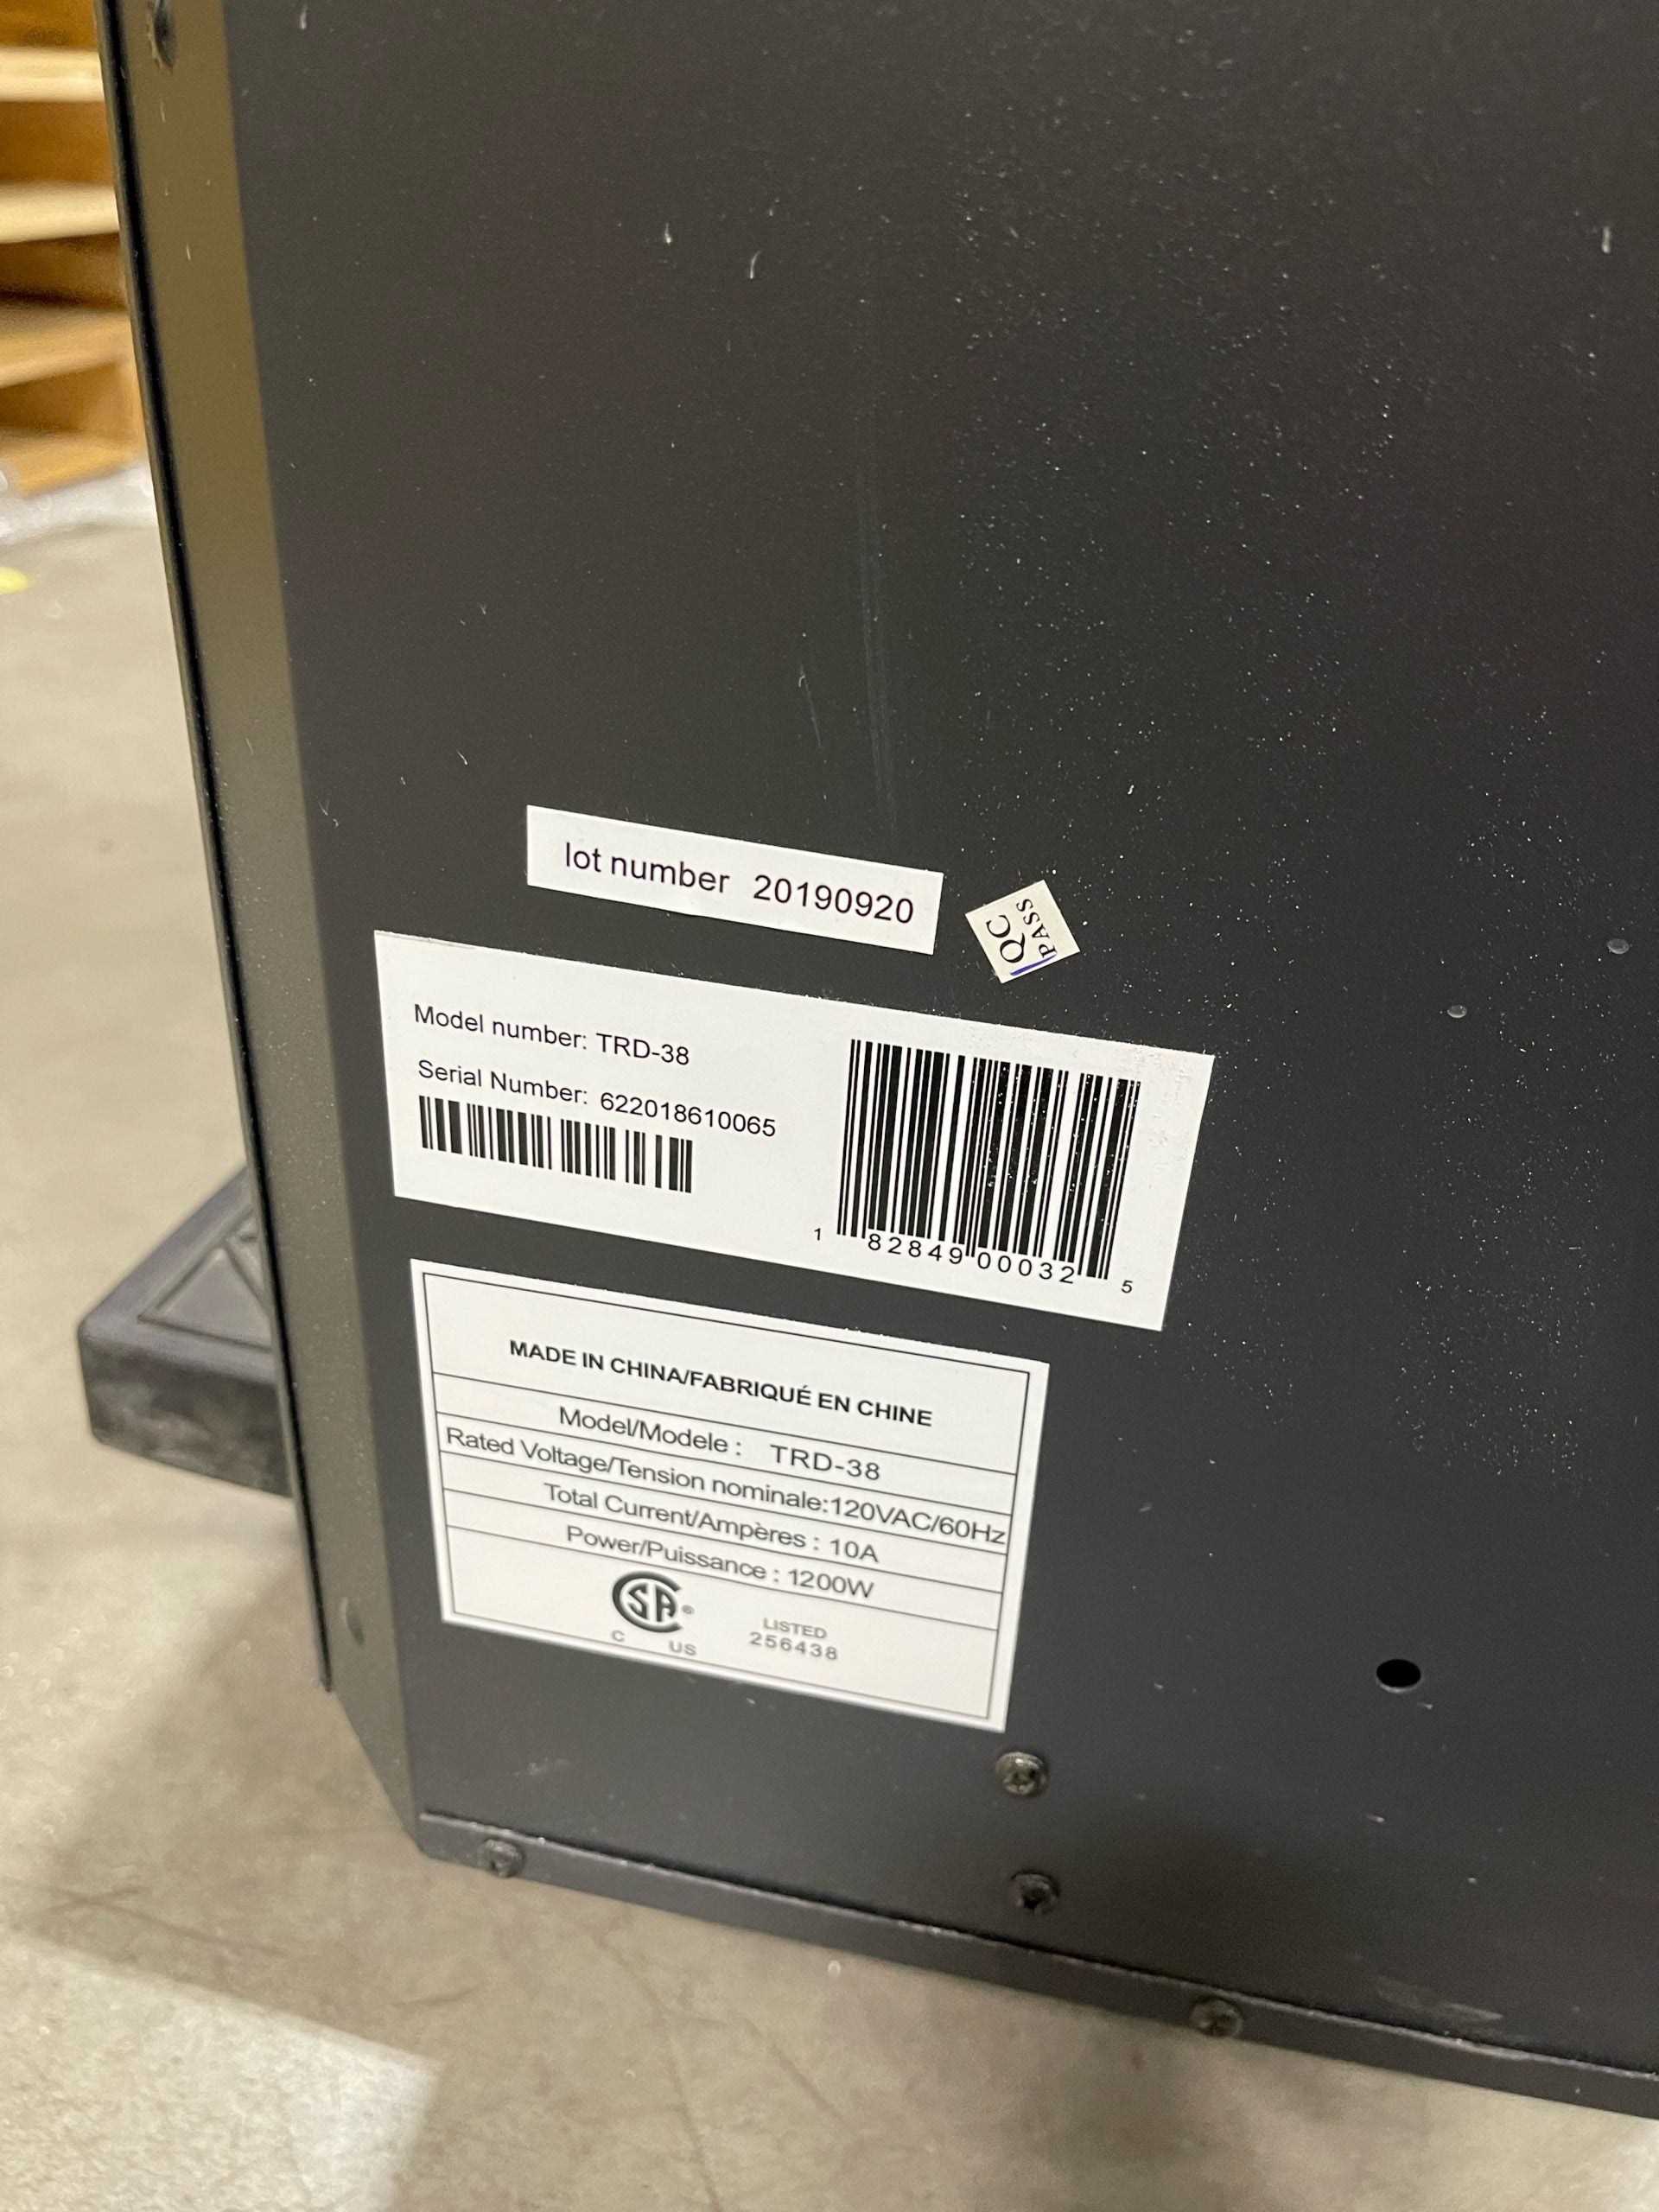 lot number 20190920
QC
PASS
Model number: TRD-38
Serial Number: 622018610065
1 82849 00032 5
MADE IN CHINA/FABRIQUÉ EN CHINE
Model/Modele : TRD-38
Rated Voltage/Tension nominale:120VAC/60Hz
Total Current/Ampères : 10A
Power/Puissance : 1200W
SA®
C US
LISTED
256438